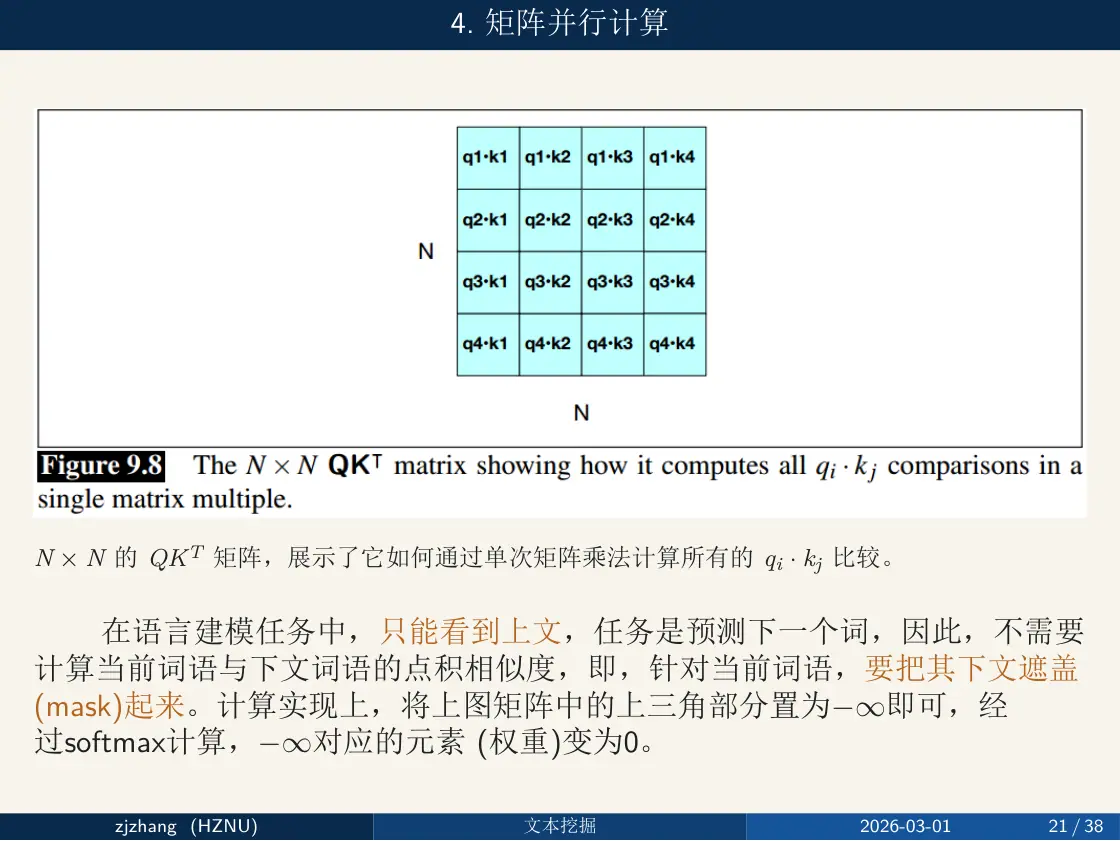 4. 矩阵并行计算
q1•k1 q1•k2 q1•k3 q1•k4
q2•k1 q2•k2 q2•k3 q2•k4
N
q3•k1 q3•k2 q3•k3 q3•k4
q4•k1 q4•k2 q4•k3 q4•k4
N
Figure 9.8 The N × N QKᵀ matrix showing how it computes all qᵢ · kⱼ comparisons in a
single matrix multiple.
N × N 的 QKᵀ 矩阵，展示了它如何通过单次矩阵乘法计算所有的 qᵢ · kⱼ 比较。
在语言建模任务中，只能看到上文，任务是预测下一个词，因此，不需要
计算当前词语与下文词语的点积相似度，即，针对当前词语，要把其下文遮盖
(mask)起来。计算实现上，将上图矩阵中的上三角部分置为−∞即可，经
过softmax计算，−∞对应的元素 (权重)变为0。
zjzhang (HZNU) 文本挖掘 2026-03-01 21 / 38